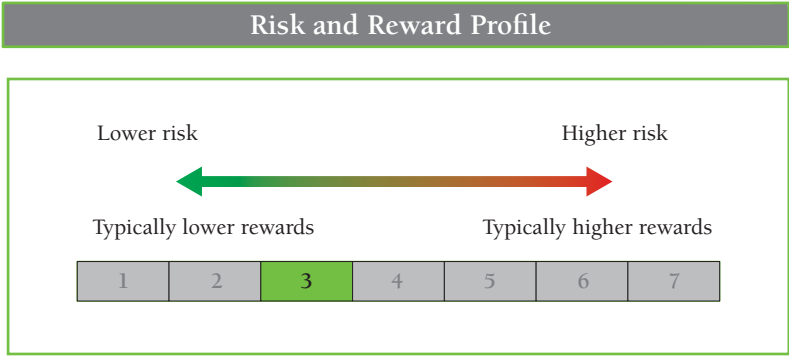 Risk and Reward Profile
Lower risk Higher risk
Typically lower rewards Typically higher rewards
1 2 3 4 5 6 7